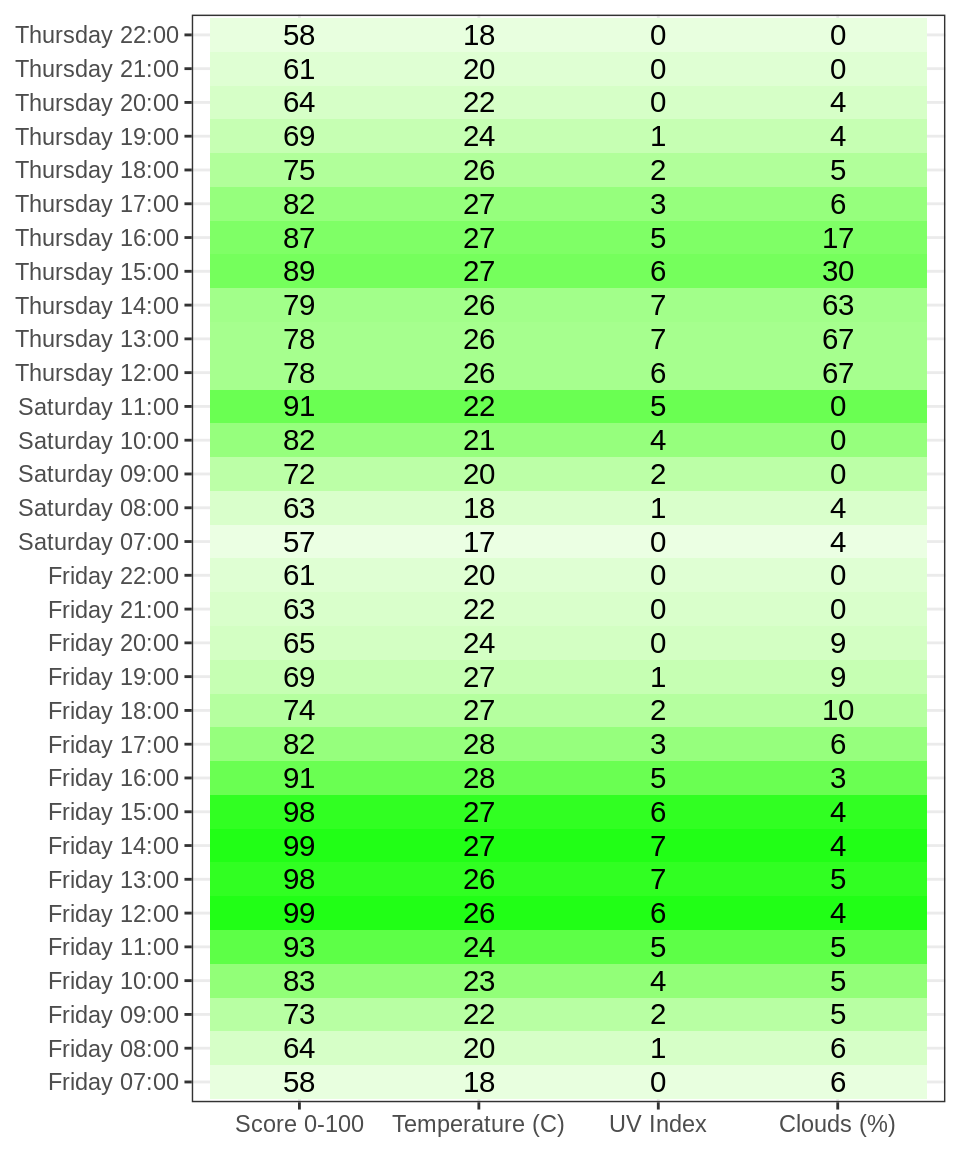 Thursday 22:00 58 18 0 0
Thursday 21:00 61 20 0 0
Thursday 20:00 64 22 0 4
Thursday 19:00 69 24 1 4
Thursday 18:00 75 26 2 5
Thursday 17:00 82 27 3 6
Thursday 16:00 87 27 5 17
Thursday 15:00 89 27 6 30
Thursday 14:00 79 26 7 63
Thursday 13:00 78 26 7 67
Thursday 12:00 78 26 6 67
Saturday 11:00 91 22 5 0
Saturday 10:00 82 21 4 0
Saturday 09:00 72 20 2 0
Saturday 08:00 63 18 1 4
Saturday 07:00 57 17 0 4
Friday 22:00 61 20 0 0
Friday 21:00 63 22 0 0
Friday 20:00 65 24 0 9
Friday 19:00 69 27 1 9
Friday 18:00 74 27 2 10
Friday 17:00 82 28 3 6
Friday 16:00 91 28 5 3
Friday 15:00 98 27 6 4
Friday 14:00 99 27 7 4
Friday 13:00 98 26 7 5
Friday 12:00 99 26 6 4
Friday 11:00 93 24 5 5
Friday 10:00 83 23 4 5
Friday 09:00 73 22 2 5
Friday 08:00 64 20 1 6
Friday 07:00 58 18 0 6
Score 0-100 Temperature (C) UV Index Clouds (%)